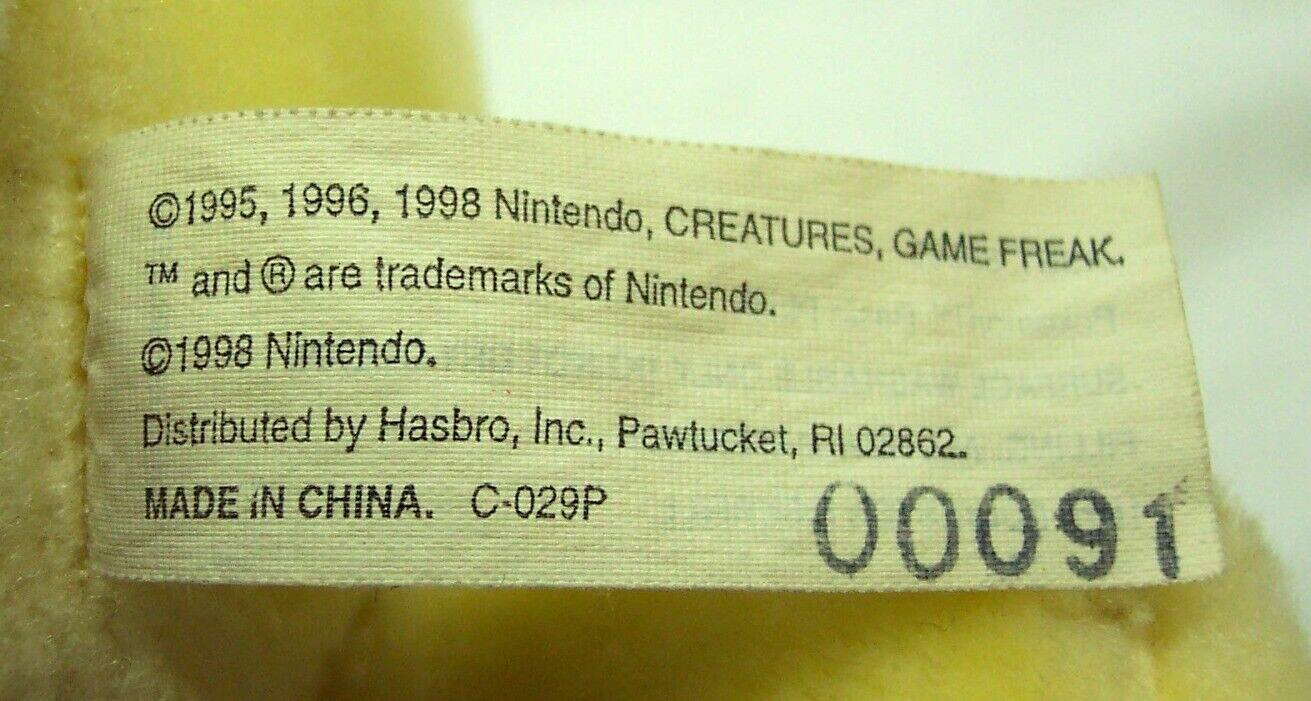 ©1995, 1996, 1998 Nintendo, CREATURES, GAME FREAK.
™ and ® are trademarks of Nintendo.
©1998 Nintendo.
Distributed by Hasbro, Inc., Pawtucket, RI 02862.
MADE IN CHINA. C-029P
00091